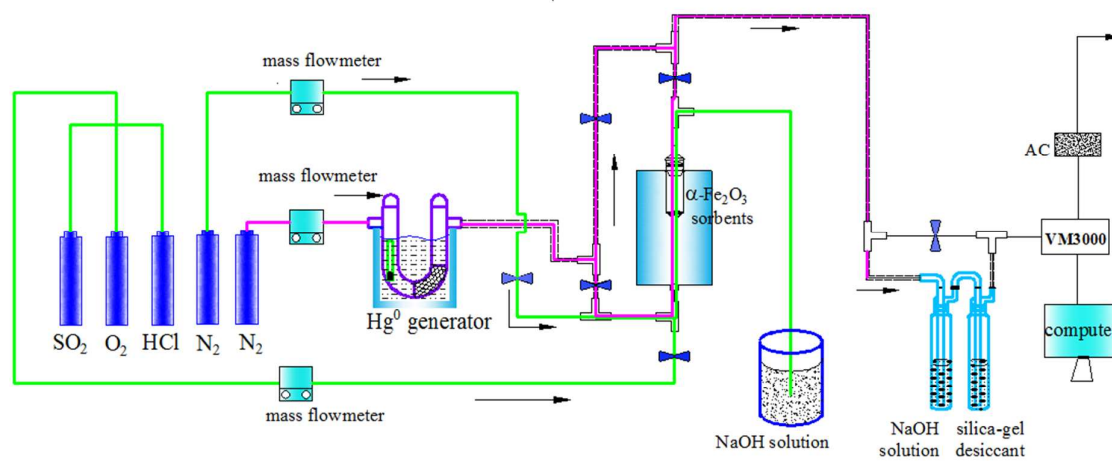 mass flowmeter
mass flowmeter
AC
α-Fe₂O₃
sorbents
VM3000
Hg⁰ generator
SO₂ O₂ HCl N₂ N₂
compute
mass flowmeter
NaOH solution
NaOH
solution
silica-gel
desiccant